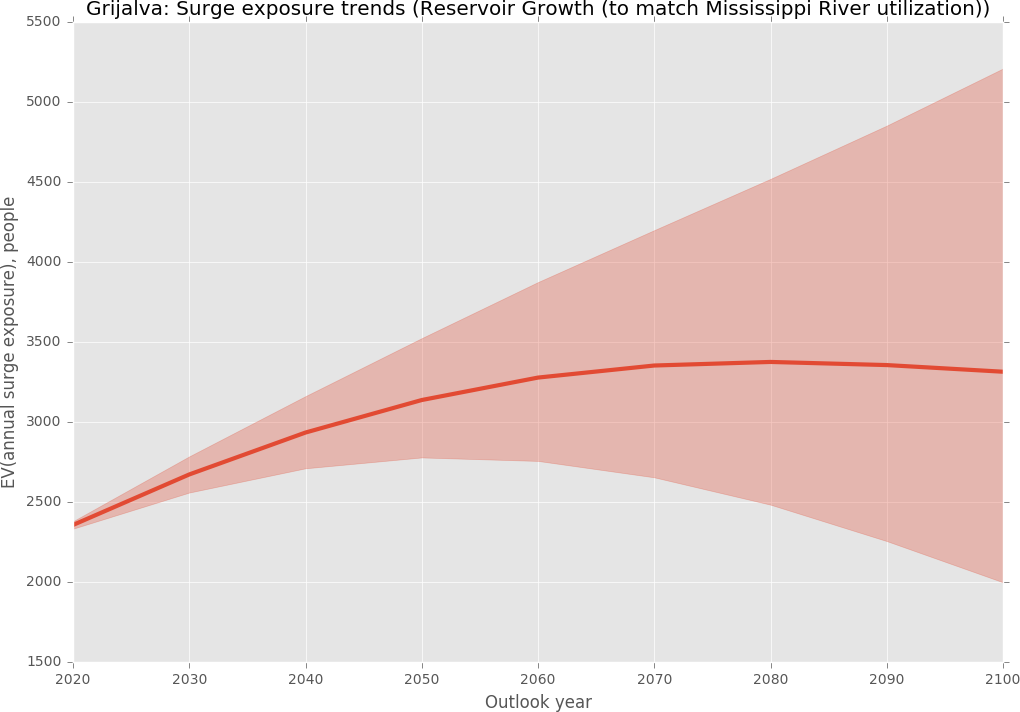 Grijalva: Surge exposure trends (Reservoir Growth (to match Mississippi River utilization))
EV(annual surge exposure), people
5500
5000
4500
4000
3500
3000
2500
2000
1500
2020 2030 2040 2050 2060 2070 2080 2090 2100
Outlook year